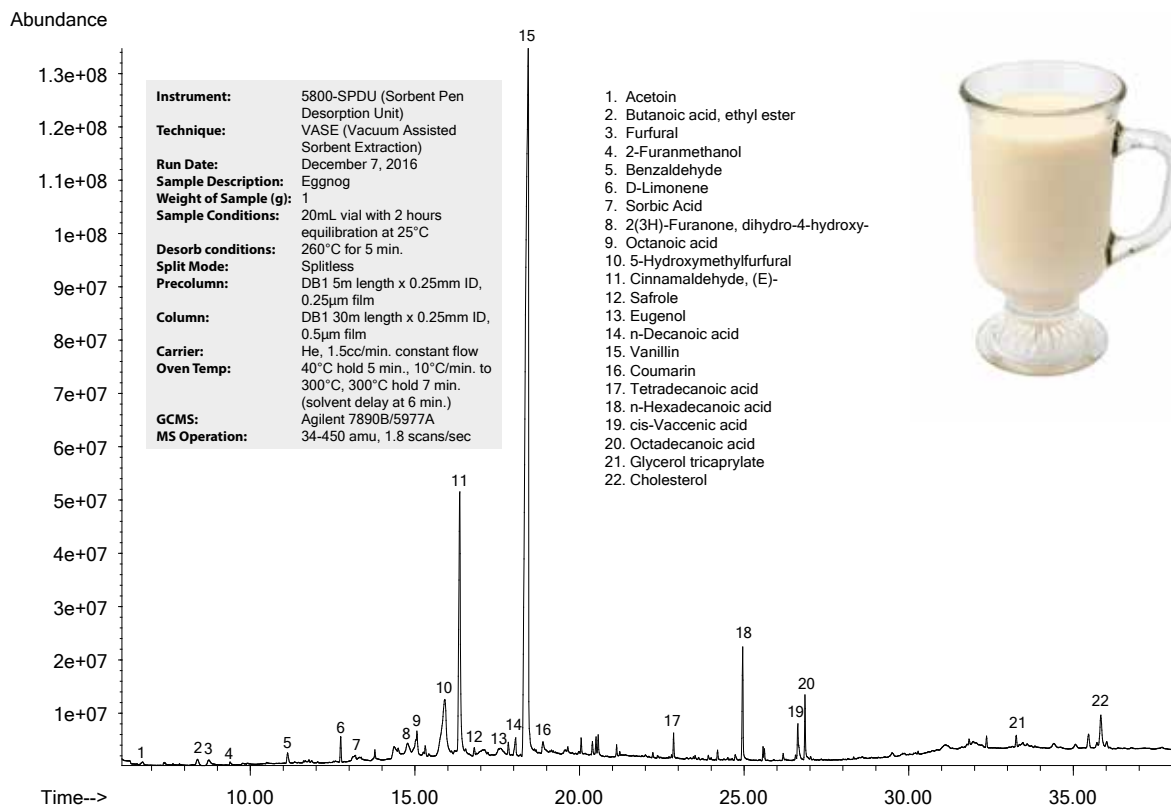 Abundance
1.3e+08
1.2e+08
1.1e+08
1e+08
9e+07
8e+07
7e+07
6e+07
5e+07
4e+07
3e+07
2e+07
1e+07
Instrument: 5800-SPDU (Sorbent Pen
Desorption Unit)
Technique: VASE (Vacuum Assisted
Sorbent Extraction)
Run Date: December 7, 2016
Sample Description: Eggnog
Weight of Sample (g): 1
Sample Conditions: 20mL vial with 2 hours
equilibration at 25°C
Desorb conditions: 260°C for 5 min.
Split Mode: Splitless
Precolumn: DB1 5m length x 0.25mm ID,
0.25µm film
Column: DB1 30m length x 0.25mm ID,
0.5µm film
Carrier: He, 1.5cc/min. constant flow
Oven Temp: 40°C hold 5 min., 10°C/min. to
300°C, 300°C hold 7 min.
(solvent delay at 6 min.)
GCMS: Agilent 7890B/5977A
MS Operation: 34-450 amu, 1.8 scans/sec
1. Acetoin
2. Butanoic acid, ethyl ester
3. Furfural
4. 2-Furanmethanol
5. Benzaldehyde
6. D-Limonene
7. Sorbic Acid
8. 2(3H)-Furanone, dihydro-4-hydroxy-
9. Octanoic acid
10. 5-Hydroxymethylfurfural
11. Cinnamaldehyde, (E)-
12. Safrole
13. Eugenol
14. n-Decanoic acid
15. Vanillin
16. Coumarin
17. Tetradecanoic acid
18. n-Hexadecanoic acid
19. cis-Vaccenic acid
20. Octadecanoic acid
21. Glycerol tricaprylate
22. Cholesterol
1
2
3
4
5
6
7
8
9
10
11
12
13
14
15
16
17
18
19
20
21
22
Time-->
10.00
15.00
20.00
25.00
30.00
35.00